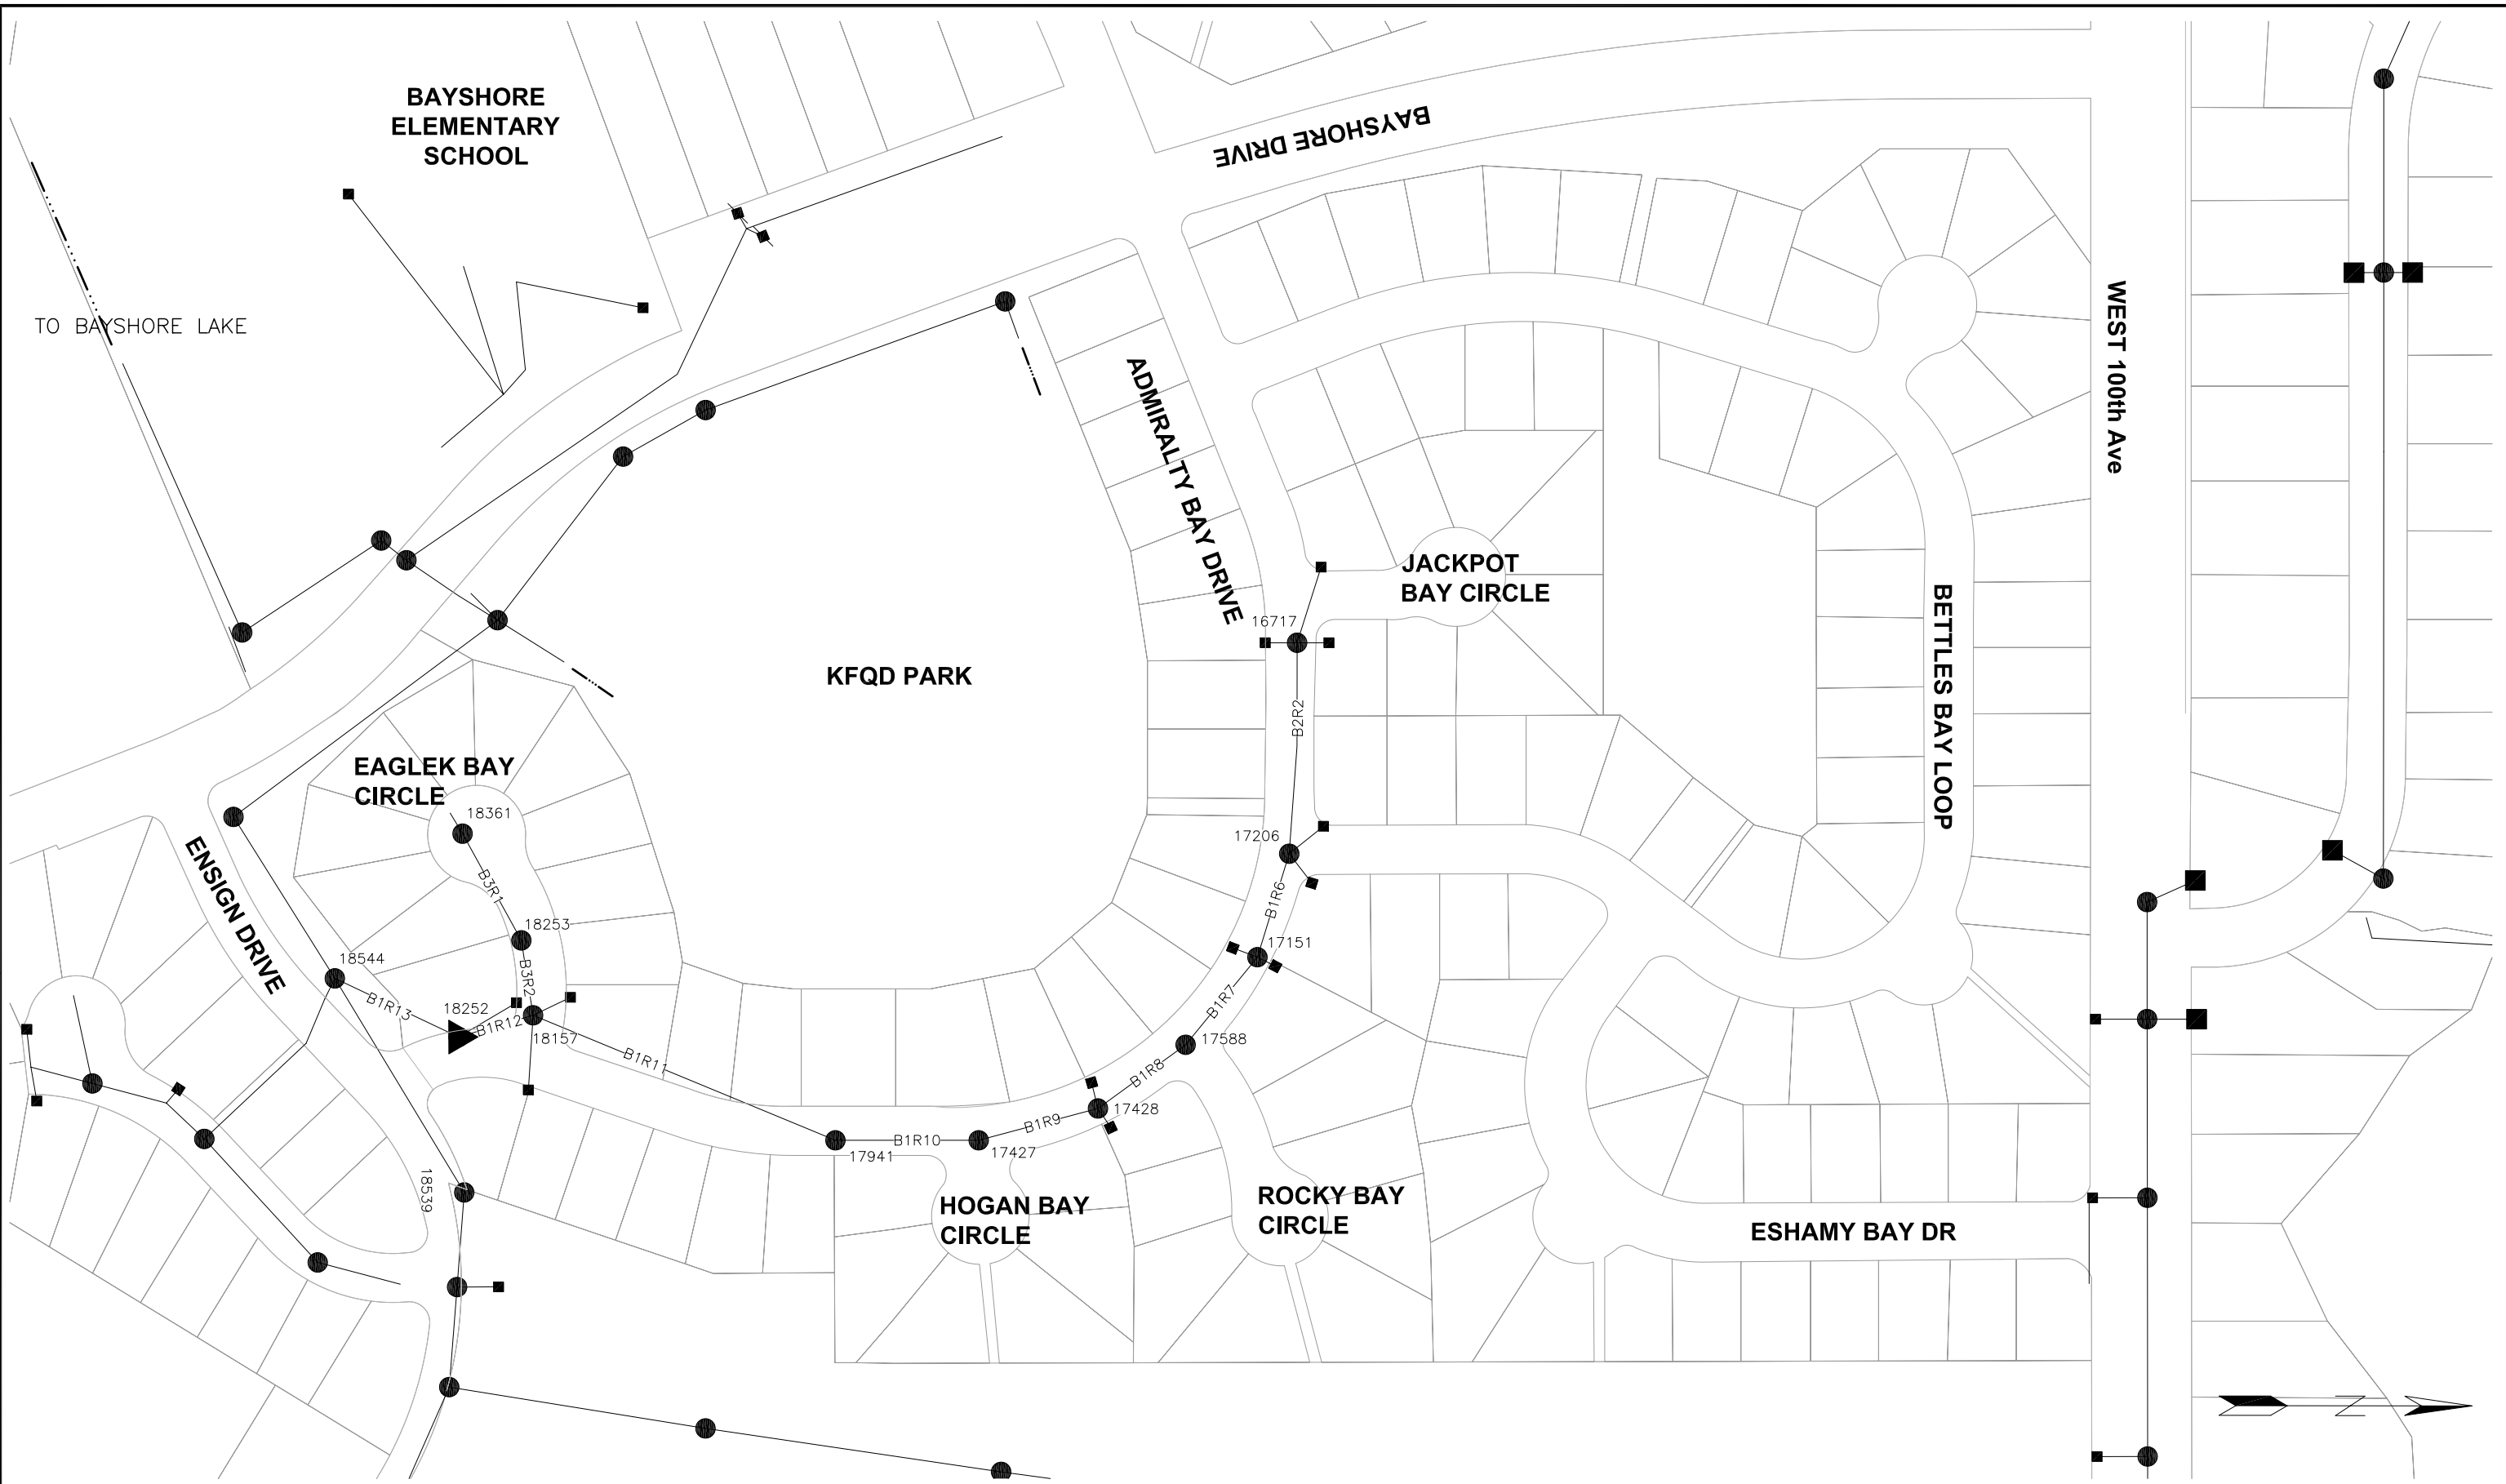 BAYSHORE
ELEMENTARY
SCHOOL
BAYSHORE DRIVE
TO BAYSHORE LAKE
WEST 100th Ave
ADMIRALTY BAY DRIVE
JACKPOT
BAY CIRCLE
16717
BETTLES BAY LOOP
KFQD PARK
B2R2
EAGLEK BAY
CIRCLE
18361
17206
ENSIGN DRIVE
B3R1
B1R6
18253
17151
18544
B3R2
B1R7
B1R13
18252
B1R12
18157
17588
B1R11
B1R8
17428
B1R9
B1R10
17427
17941
18539
HOGAN BAY
CIRCLE
ROCKY BAY
CIRCLE
ESHAMY BAY DR
N